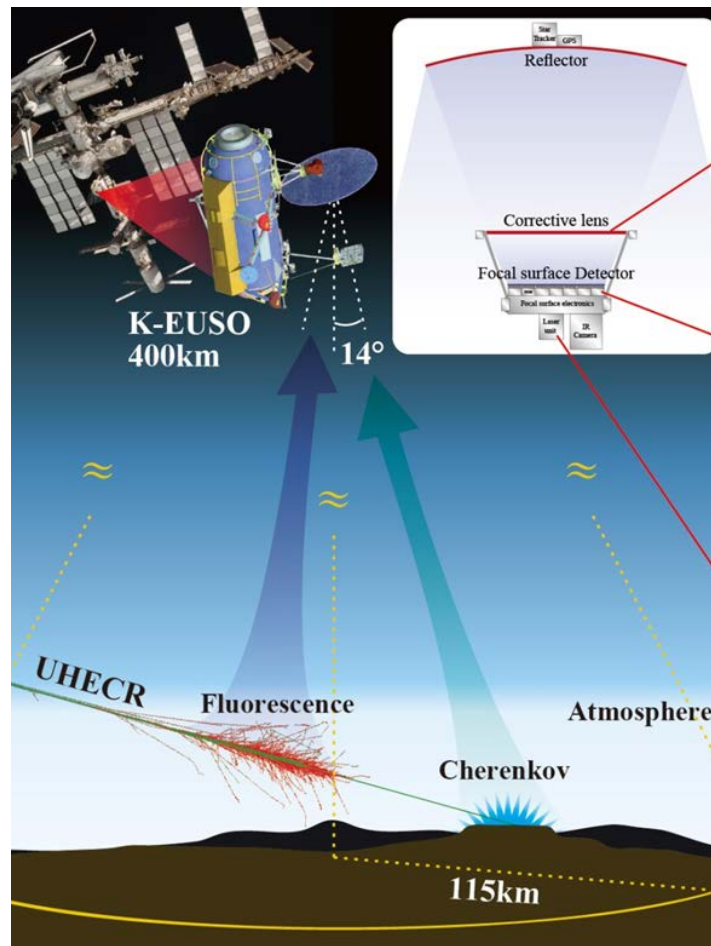 Star
Tracker
GPS
Reflector
Corrective lens
Focal surface Detector
Focal surface electronics
Laser
unit
IR
Camera
K-EUSO
400km
14°
≈
≈
≈
UHECR
Fluorescence
Atmosphere
Cherenkov
115km